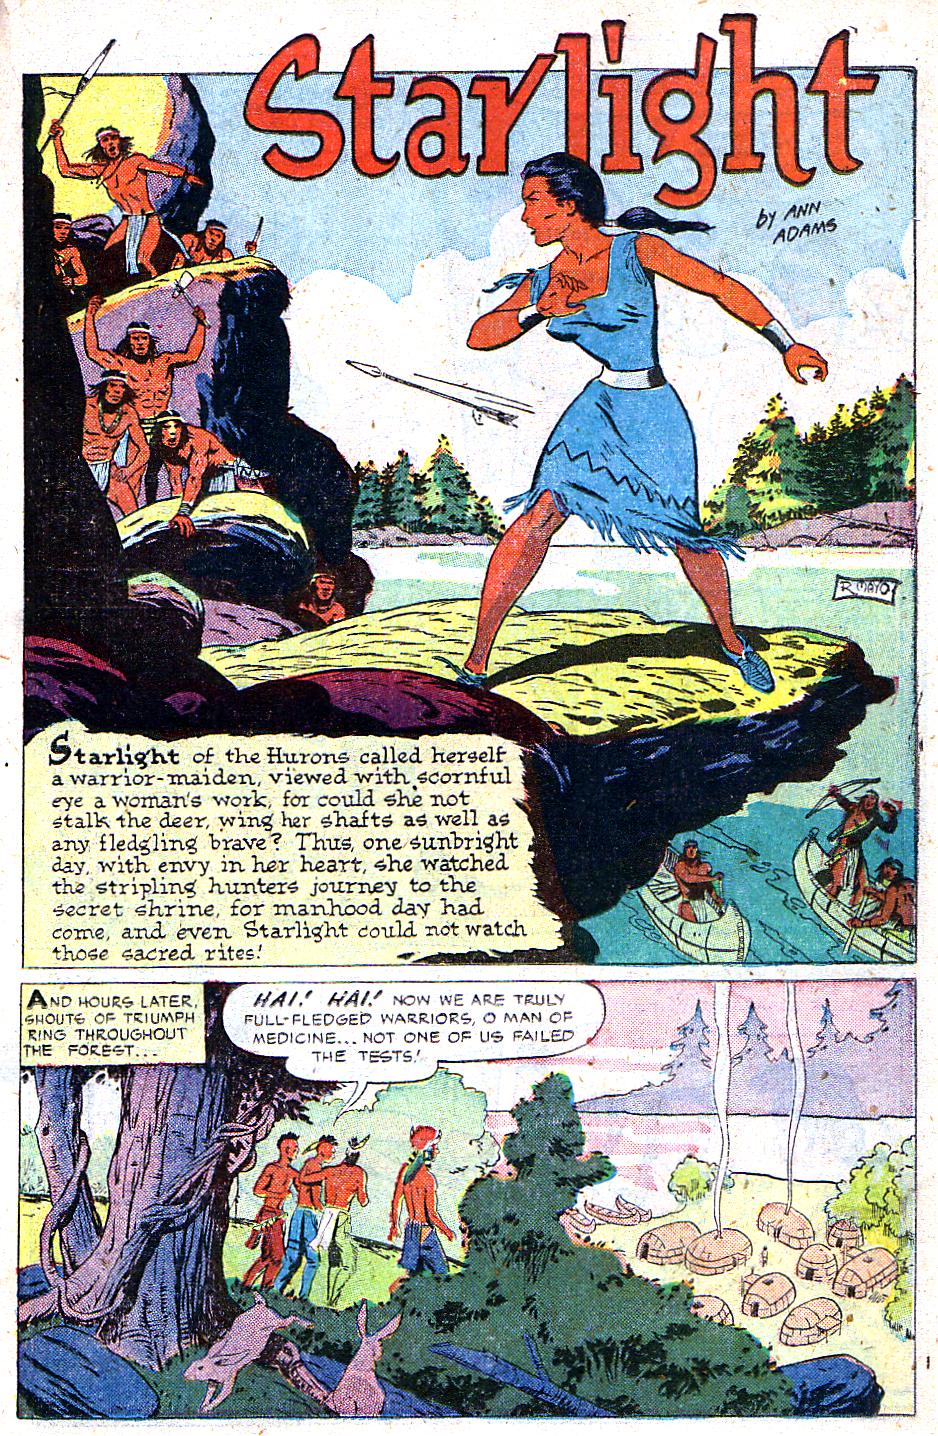 Starlight
by ANN
ADAMS
R. MAYO
Starlight of the Hurons called herself
a warrior-maiden, viewed with scornful
eye a woman's work, for could she not
stalk the deer, wing her shafts as well as
any fledgling brave? Thus, one sunbright
day, with envy in her heart, she watched
the stripling hunters journey to the
secret shrine, for manhood day had
come, and even Starlight could not watch
those sacred rites!
AND HOURS LATER,
SHOUTS OF TRIUMPH
RING THROUGHOUT
THE FOREST...
HAI! HAI! NOW WE ARE TRULY
FULL-FLEDGED WARRIORS, O MAN OF
MEDICINE... NOT ONE OF US FAILED
THE TESTS!